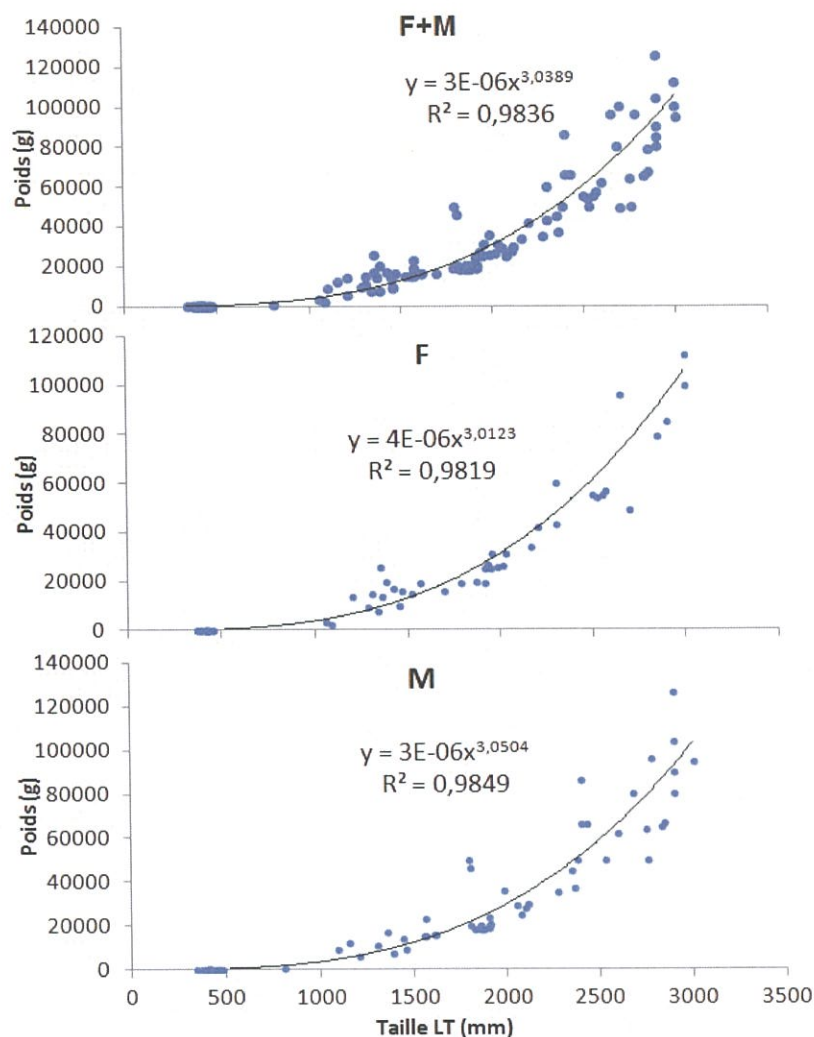 F+M
140000
120000
100000
80000
60000
40000
20000
0
Poids (g)
y = 3E-06x^3,0389
R² = 0,9836
F
120000
100000
80000
60000
40000
20000
0
Poids (g)
y = 4E-06x^3,0123
R² = 0,9819
M
140000
120000
100000
80000
60000
40000
20000
0
Poids (g)
y = 3E-06x^3,0504
R² = 0,9849
0 500 1000 1500 2000 2500 3000 3500
Taille LT (mm)